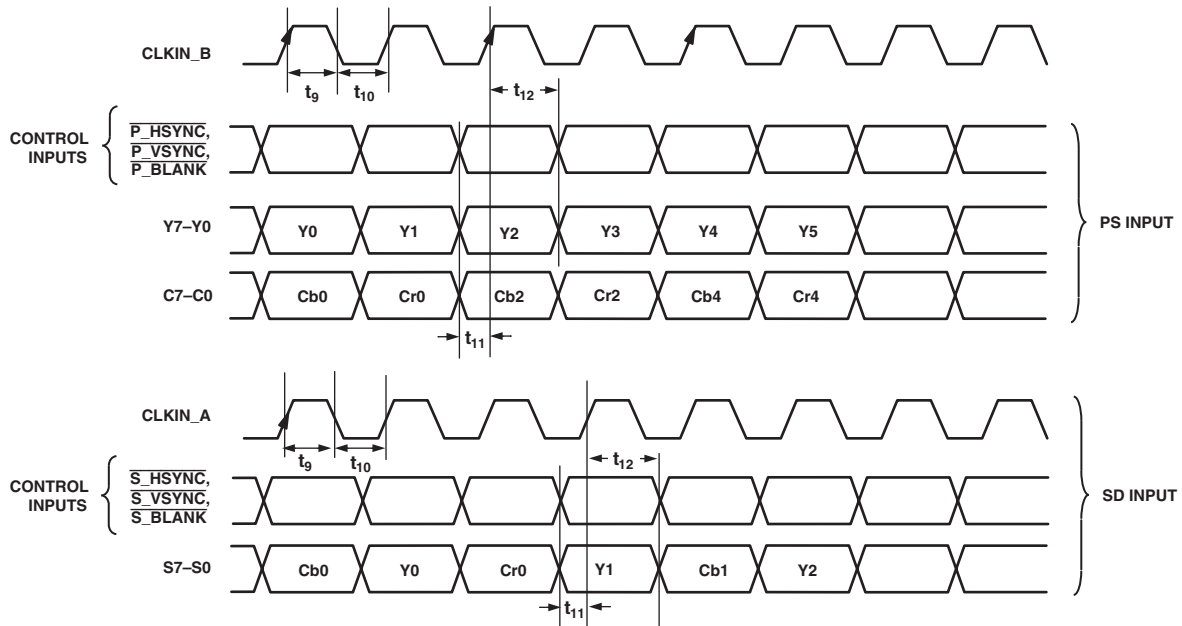 CLKIN_B
t9 t10 t12
CONTROL INPUTS
P_HSYNC,
P_VSYNC,
P_BLANK
Y7–Y0 Y0 Y1 Y2 Y3 Y4 Y5
PS INPUT
C7–C0 Cb0 Cr0 Cb2 Cr2 Cb4 Cr4
t11
CLKIN_A
t9 t10 t12
CONTROL INPUTS
S_HSYNC,
S_VSYNC,
S_BLANK
SD INPUT
S7–S0 Cb0 Y0 Cr0 Y1 Cb1 Y2
t11